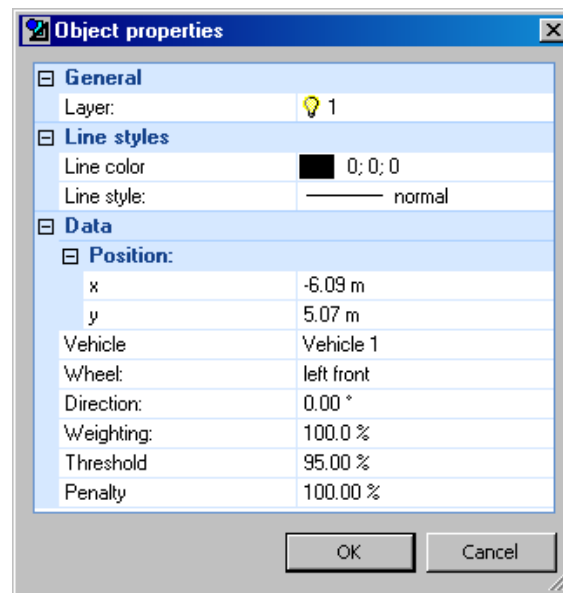 Object properties
General
Layer: 1
Line styles
Line color 0; 0; 0
Line style: normal
Data
Position:
x -6.09 m
y 5.07 m
Vehicle Vehicle 1
Wheel: left front
Direction: 0.00 °
Weighting: 100.0 %
Threshold 95.00 %
Penalty 100.00 %
OK Cancel